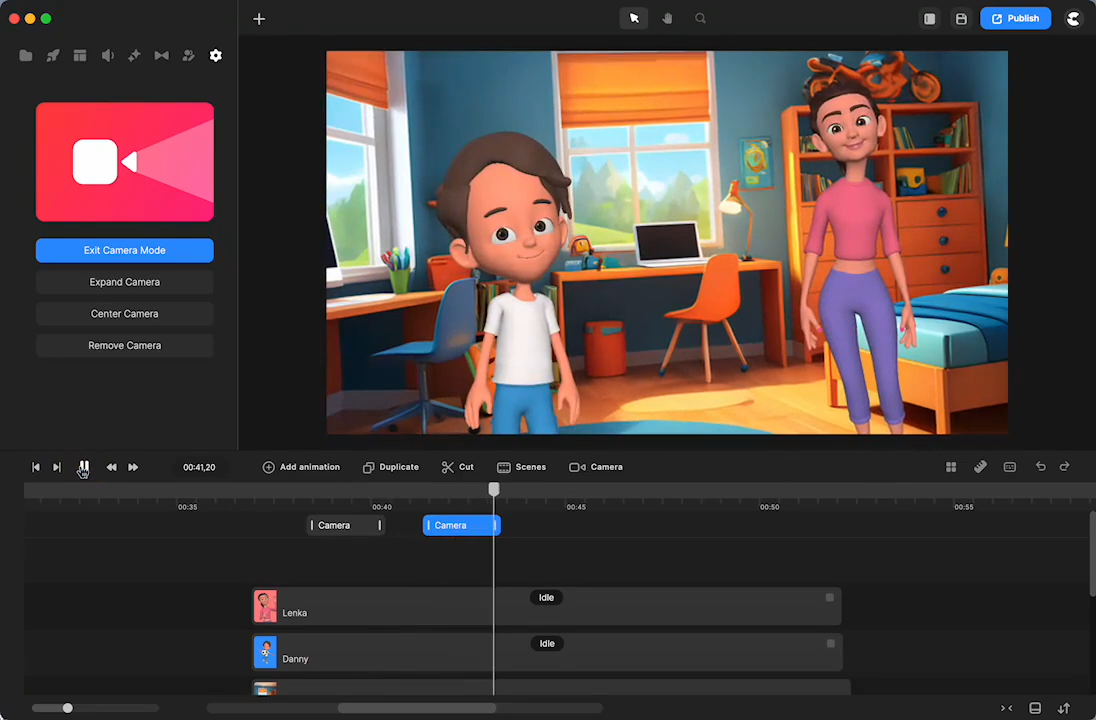 Publish
Exit Camera Mode
Expand Camera
Center Camera
Remove Camera
00:41,20
Add animation
Duplicate
Cut
Scenes
Camera
00:35
00:40
00:45
00:50
00:55
Camera
Camera
Idle
Lenka
Idle
Danny